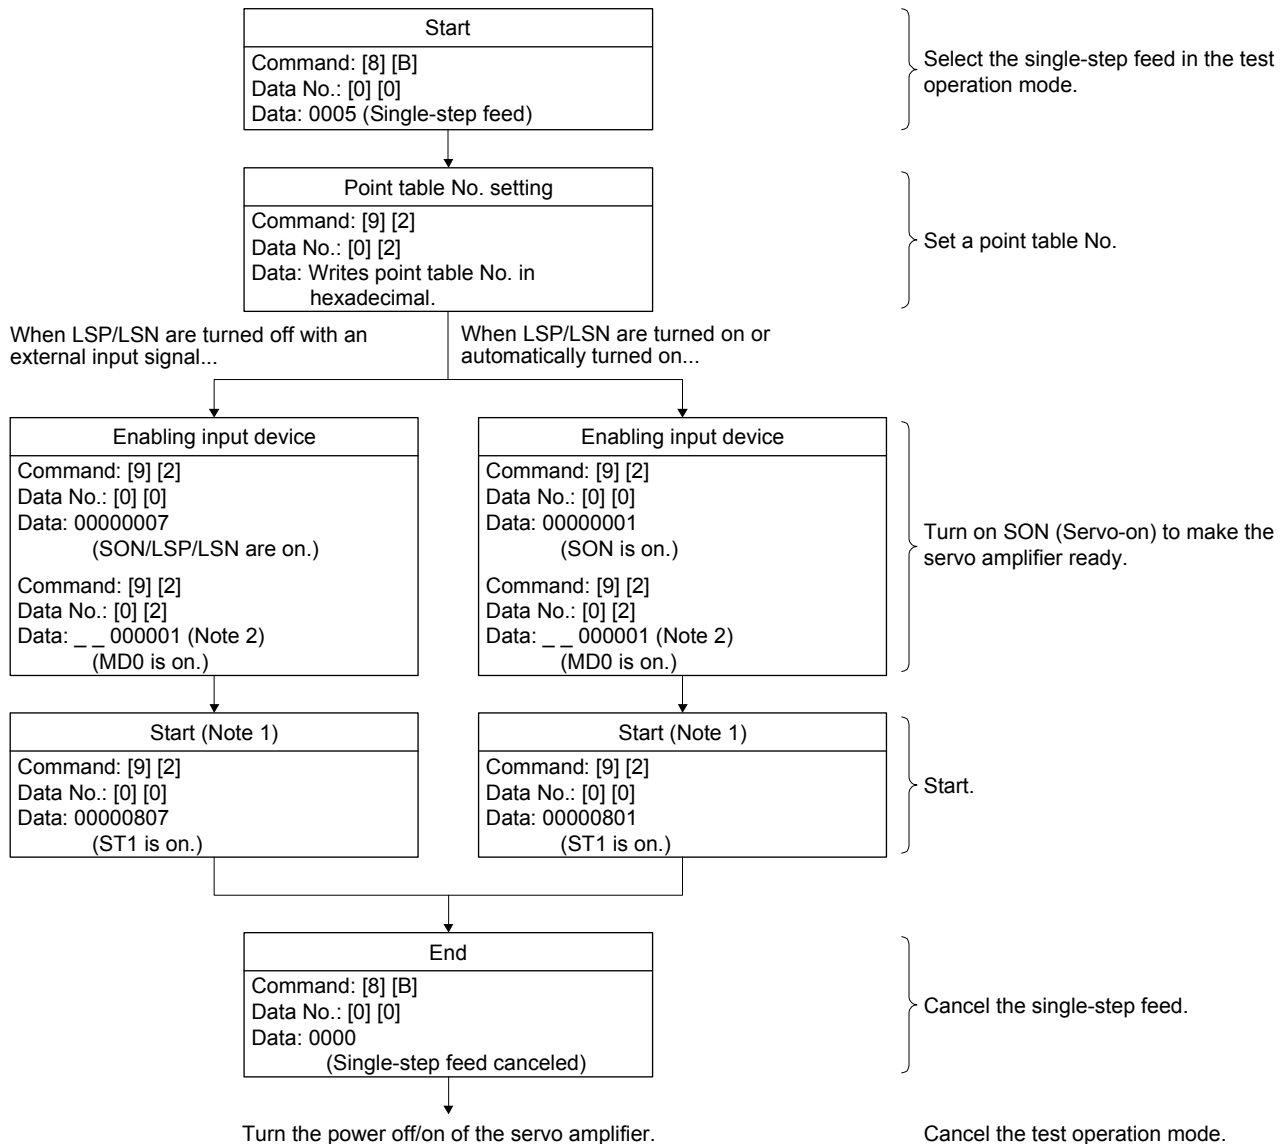 Start
Command: [8] [B]
Data No.: [0] [0]
Data: 0005 (Single-step feed)
Select the single-step feed in the test
operation mode.
Point table No. setting
Command: [9] [2]
Data No.: [0] [2]
Data: Writes point table No. in
hexadecimal.
Set a point table No.
When LSP/LSN are turned off with an
external input signal...
When LSP/LSN are turned on or
automatically turned on...
Enabling input device
Command: [9] [2]
Data No.: [0] [0]
Data: 00000007
(SON/LSP/LSN are on.)
Command: [9] [2]
Data No.: [0] [2]
Data: _ _ 000001 (Note 2)
(MD0 is on.)
Enabling input device
Command: [9] [2]
Data No.: [0] [0]
Data: 00000001
(SON is on.)
Command: [9] [2]
Data No.: [0] [2]
Data: _ _ 000001 (Note 2)
(MD0 is on.)
Turn on SON (Servo-on) to make the
servo amplifier ready.
Start (Note 1)
Command: [9] [2]
Data No.: [0] [0]
Data: 00000807
(ST1 is on.)
Start (Note 1)
Command: [9] [2]
Data No.: [0] [0]
Data: 00000801
(ST1 is on.)
Start.
End
Command: [8] [B]
Data No.: [0] [0]
Data: 0000
(Single-step feed canceled)
Cancel the single-step feed.
Turn the power off/on of the servo amplifier.
Cancel the test operation mode.